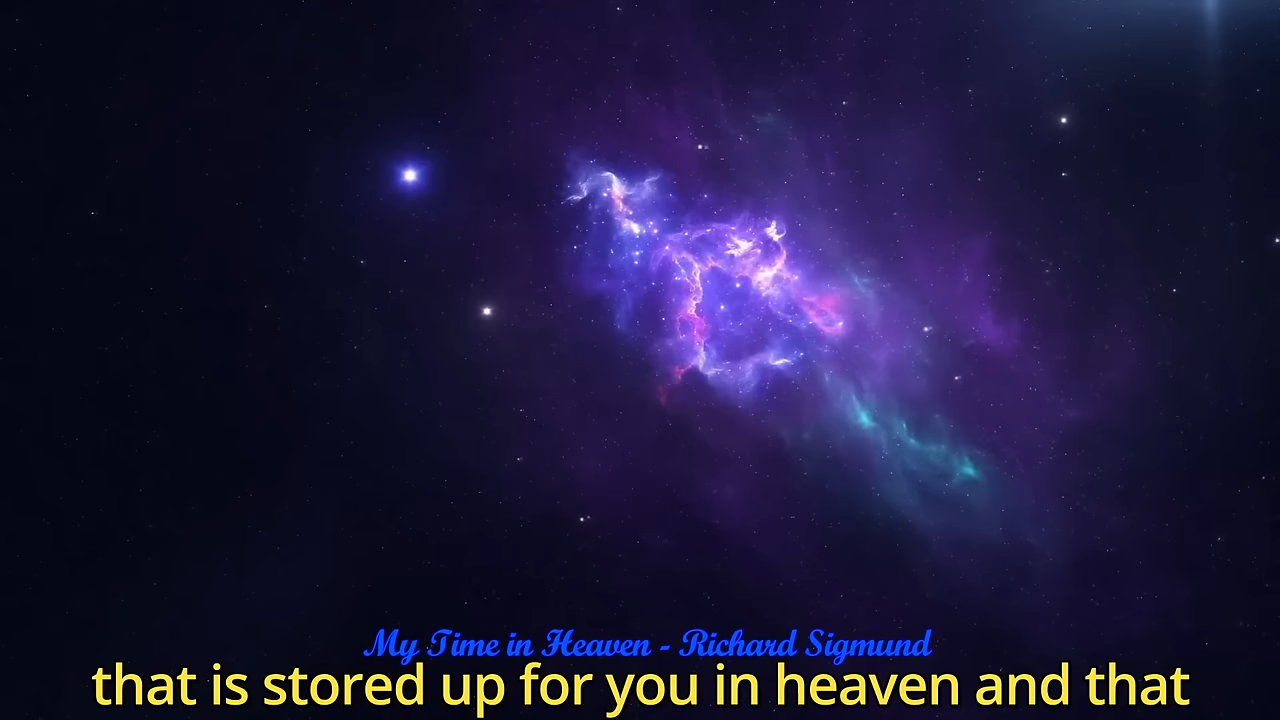 My Time in Heaven - Richard Sigmund
that is stored up for you in heaven and that